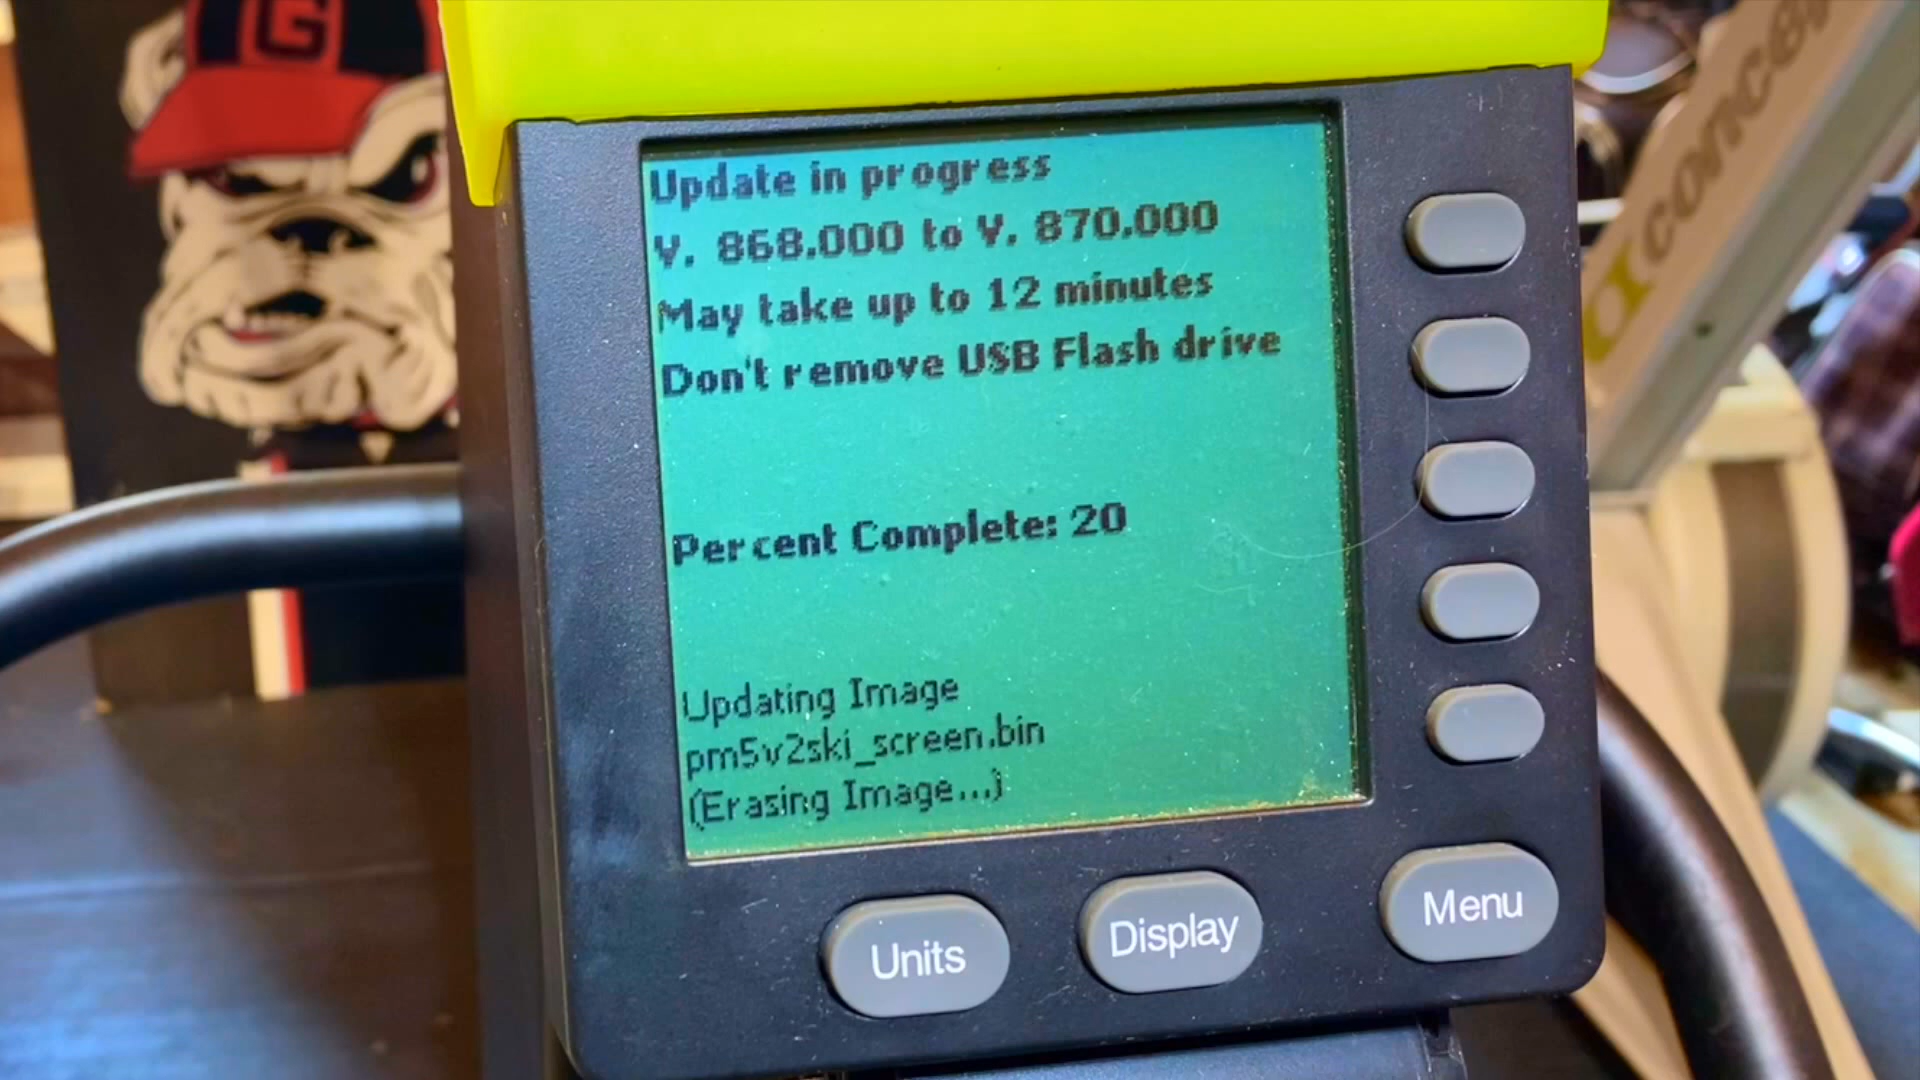 G
concept
Update in progress
V. 868.000 to V. 870.000
May take up to 12 minutes
Don't remove USB Flash drive
Percent Complete: 20
Updating Image
pm5v2ski_screen.bin
(Erasing Image...)
Units
Display
Menu